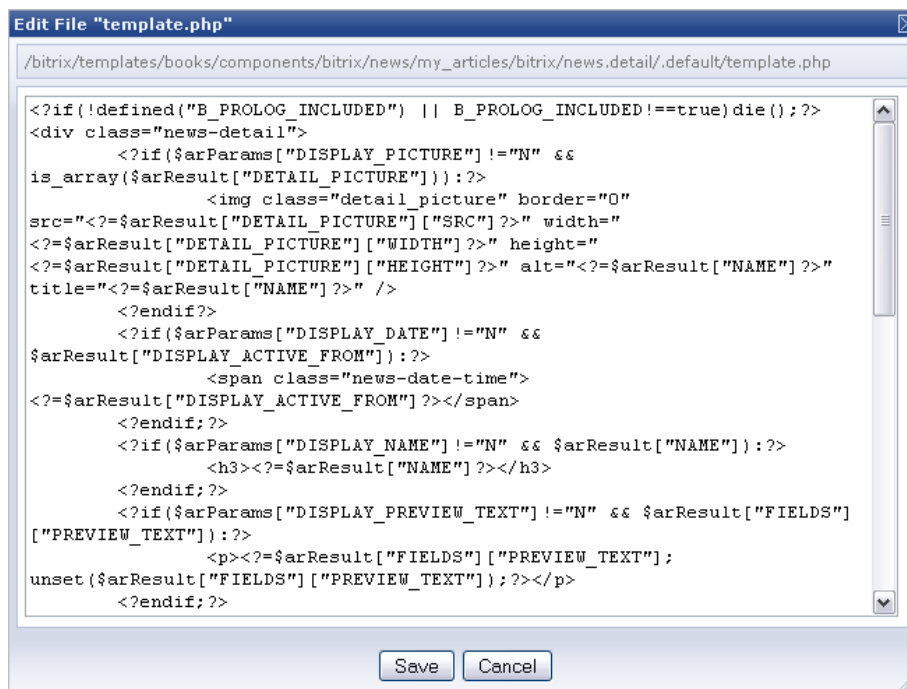 Edit File "template.php"
/bitrix/templates/books/components/bitrix/news/my_articles/bitrix/news.detail/.default/template.php
<?if(!defined("B_PROLOG_INCLUDED") || B_PROLOG_INCLUDED!==true)die();?>
<div class="news-detail">
<?if($arParams["DISPLAY_PICTURE"]!="N" &&
is_array($arResult["DETAIL_PICTURE"])):?>
<img class="detail_picture" border="0"
src="<?=$arResult["DETAIL_PICTURE"]["SRC"]?>" width="
<?=$arResult["DETAIL_PICTURE"]["WIDTH"]?>" height="
<?=$arResult["DETAIL_PICTURE"]["HEIGHT"]?>" alt="<?=$arResult["NAME"]?>"
title="<?=$arResult["NAME"]?>" />
<?endif?>
<?if($arParams["DISPLAY_DATE"]!="N" &&
$arResult["DISPLAY_ACTIVE_FROM"]):?>
<span class="news-date-time">
<?=$arResult["DISPLAY_ACTIVE_FROM"]?></span>
<?endif;?>
<?if($arParams["DISPLAY_NAME"]!="N" && $arResult["NAME"]):?>
<h3><?=$arResult["NAME"]?></h3>
<?endif;?>
<?if($arParams["DISPLAY_PREVIEW_TEXT"]!="N" && $arResult["FIELDS"]
["PREVIEW_TEXT"]):?>
<p><?=$arResult["FIELDS"]["PREVIEW_TEXT"];
unset($arResult["FIELDS"]["PREVIEW_TEXT"]);?></p>
<?endif;?>
Save Cancel